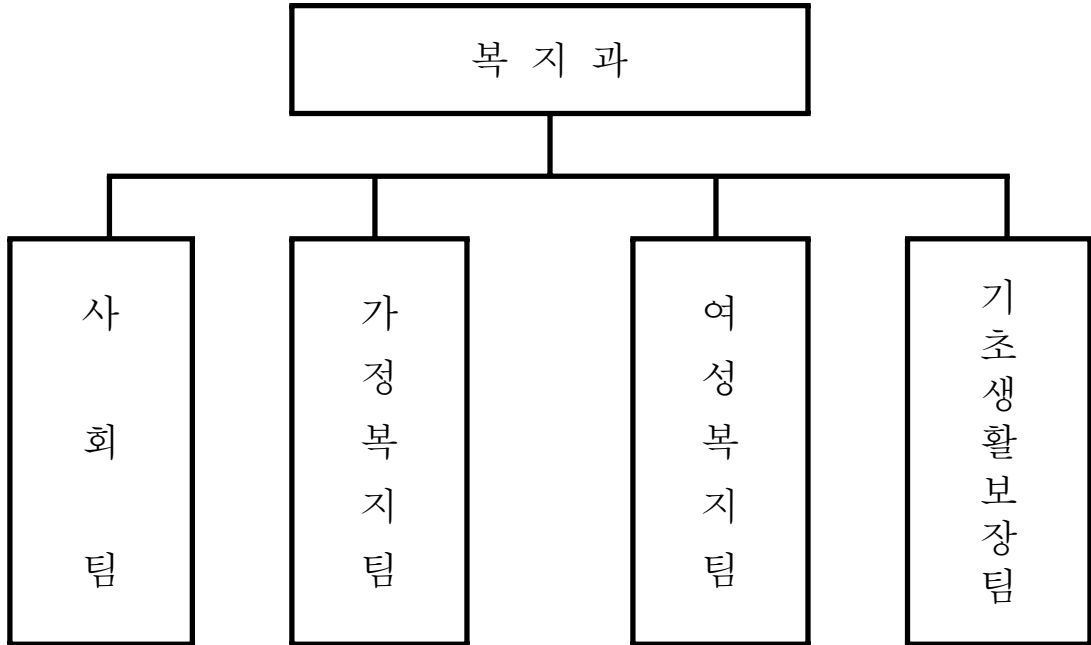 복 지 과
사회팀
가정복지팀
여성복지팀
기초생활보장팀